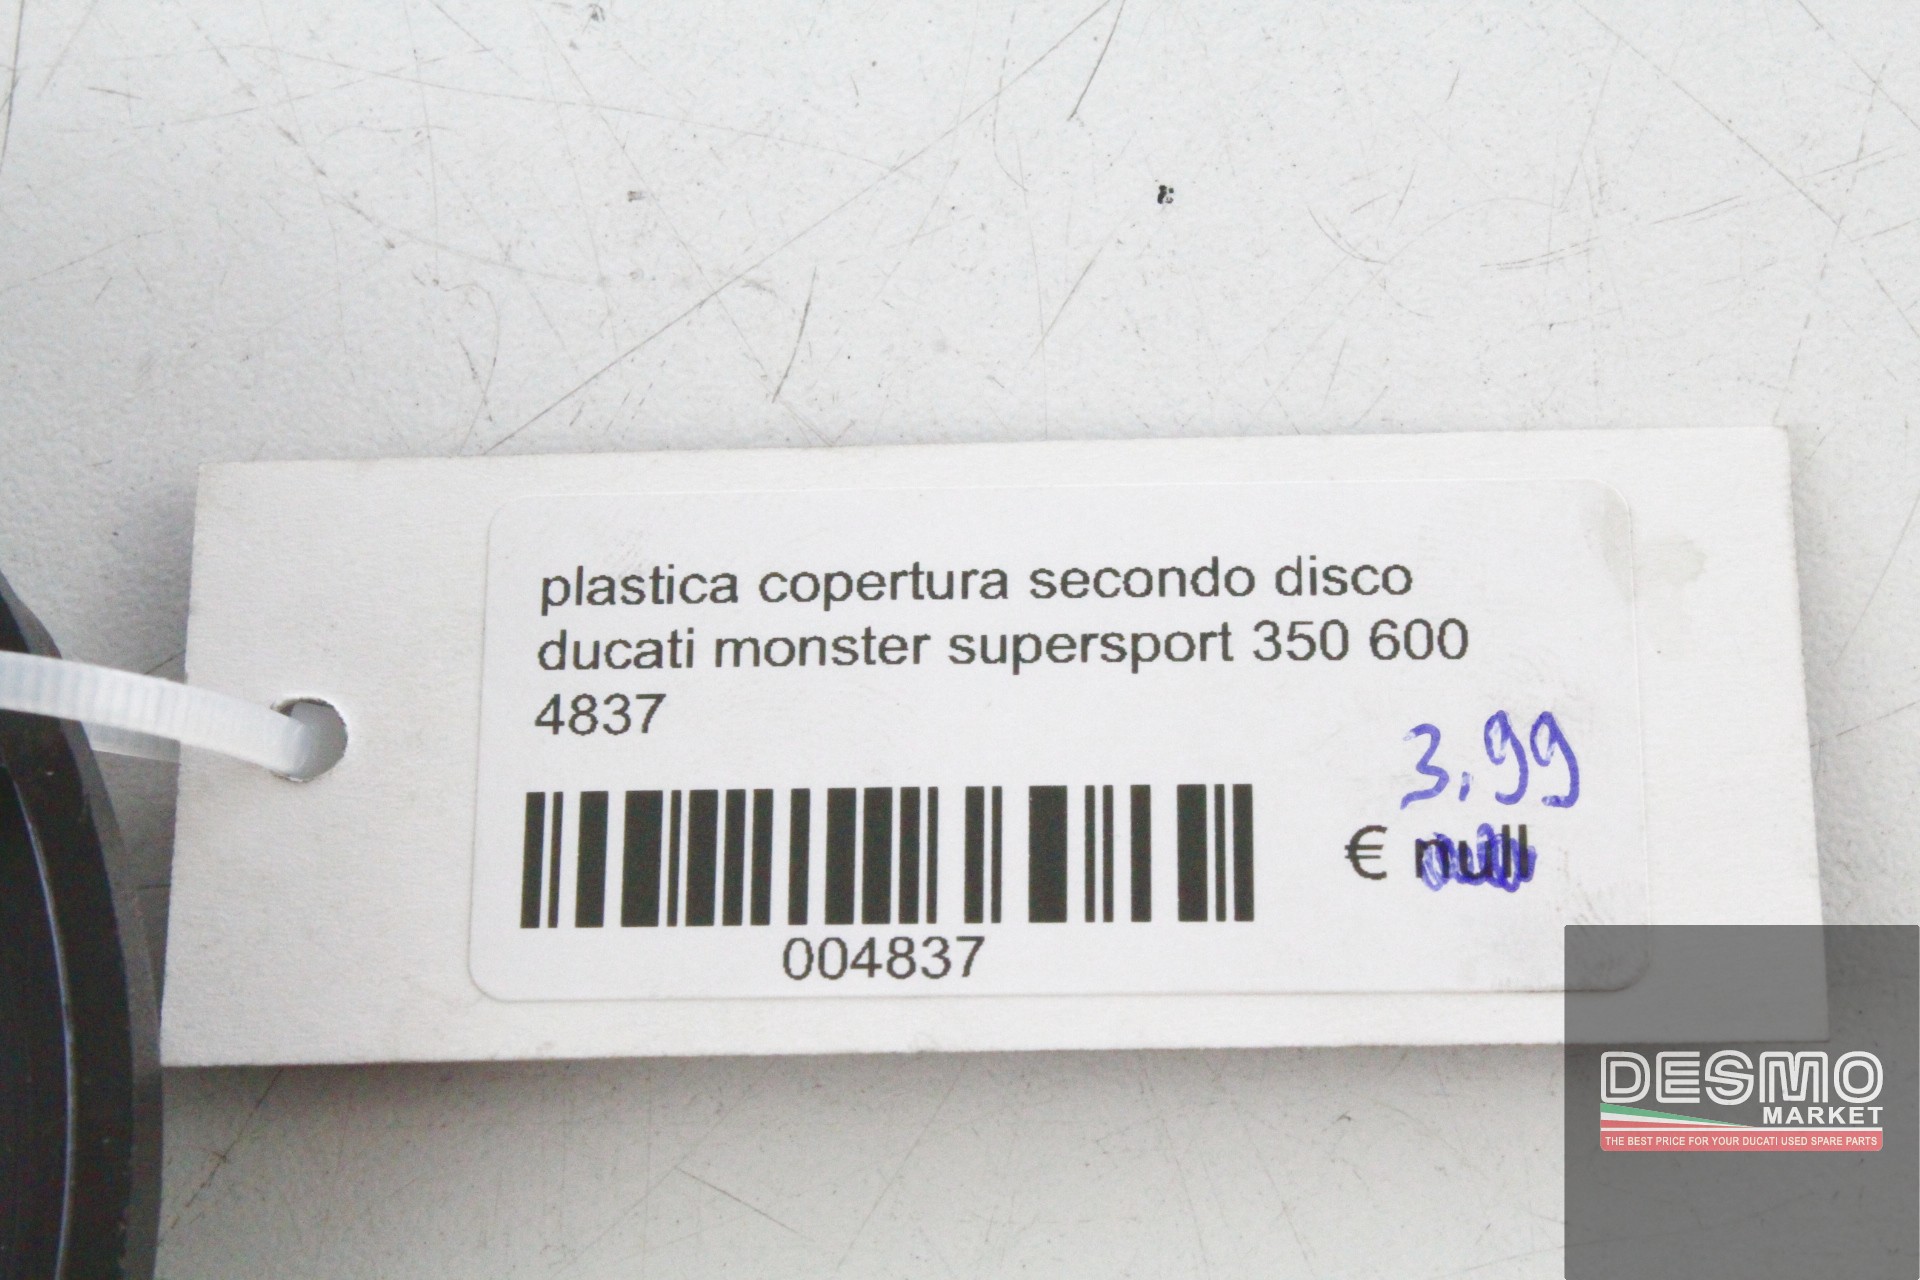 plastica copertura secondo disco
ducati monster supersport 350 600
4837
3,99
€ null
004837
DESMO
MARKET
THE BEST PRICE FOR YOUR DUCATI USED SPARE PARTS